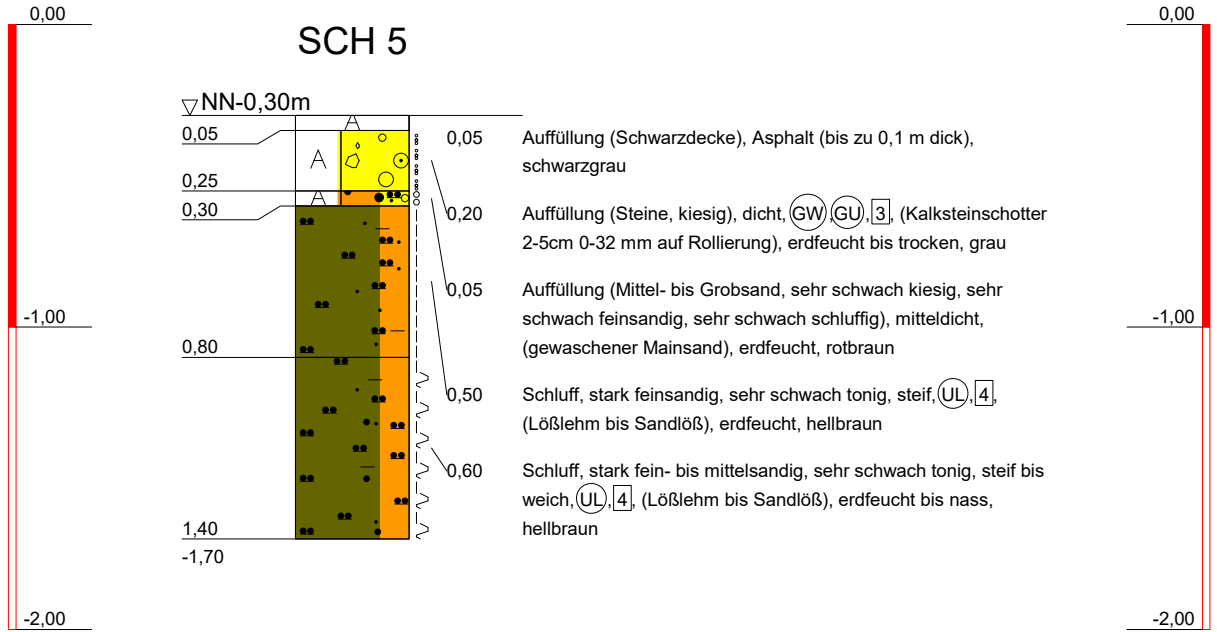 0,00
0,00
SCH 5
NN-0,30m
A
0,05
0,05
Auffüllung (Schwarzdecke), Asphalt (bis zu 0,1 m dick),
schwarzgrau
A
0,25
A
0,30
0,20
Auffüllung (Steine, kiesig), dicht, GW, GU, 3, (Kalksteinschotter
2-5cm 0-32 mm auf Rollierung), erdfeucht bis trocken, grau
0,05
Auffüllung (Mittel- bis Grobsand, sehr schwach kiesig, sehr
schwach feinsandig, sehr schwach schluffig), mitteldicht,
(gewaschener Mainsand), erdfeucht, rotbraun
-1,00
-1,00
0,80
0,50
Schluff, stark feinsandig, sehr schwach tonig, steif, UL, 4,
(Lößlehm bis Sandlöß), erdfeucht, hellbraun
0,60
Schluff, stark fein- bis mittelsandig, sehr schwach tonig, steif bis
weich, UL, 4, (Lößlehm bis Sandlöß), erdfeucht bis nass,
hellbraun
1,40
-1,70
-2,00
-2,00